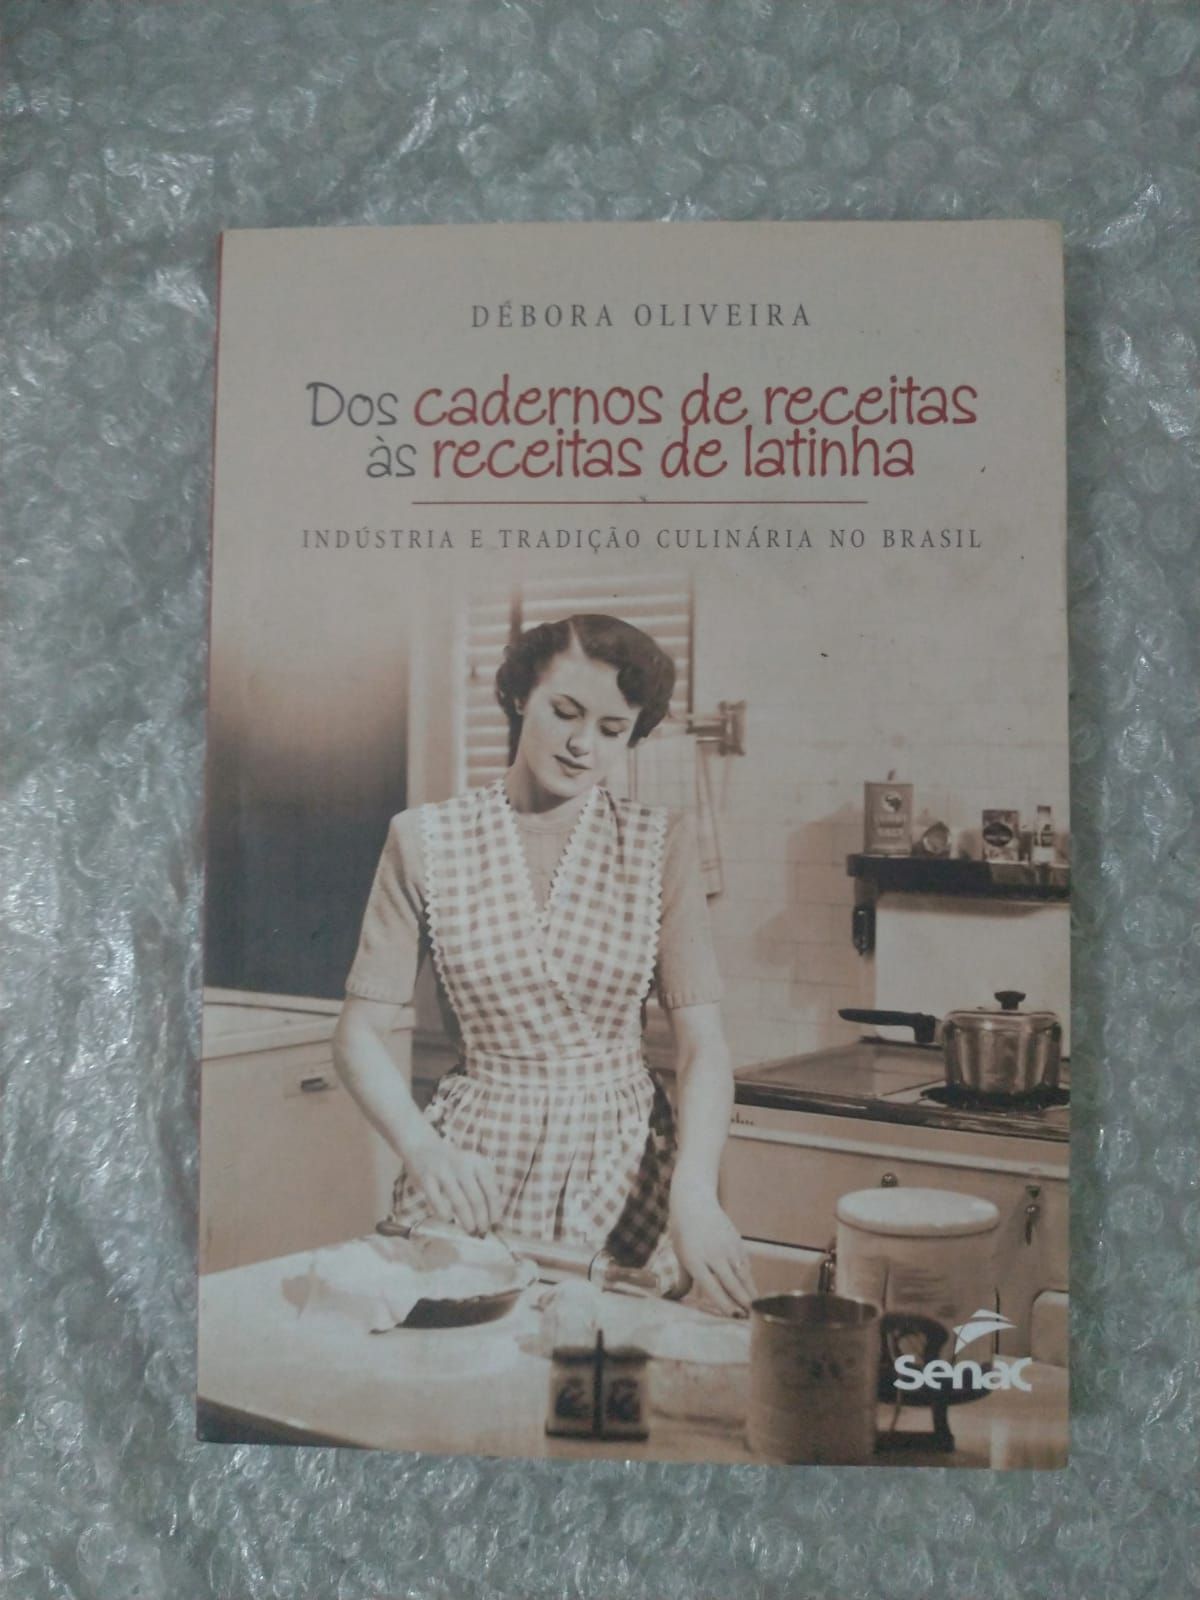 DÉBORA OLIVEIRA
Dos cadernos de receitas
às receitas de latinha
INDÚSTRIA E TRADIÇÃO CULINÁRIA NO BRASIL
senac